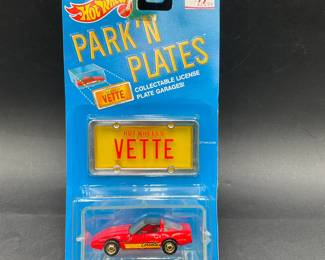 Hot Wheels
PARK'N
PLATES
COLLECTABLE LICENSE
PLATE GARAGES!
VETTE
HOT WHEELS
VETTE